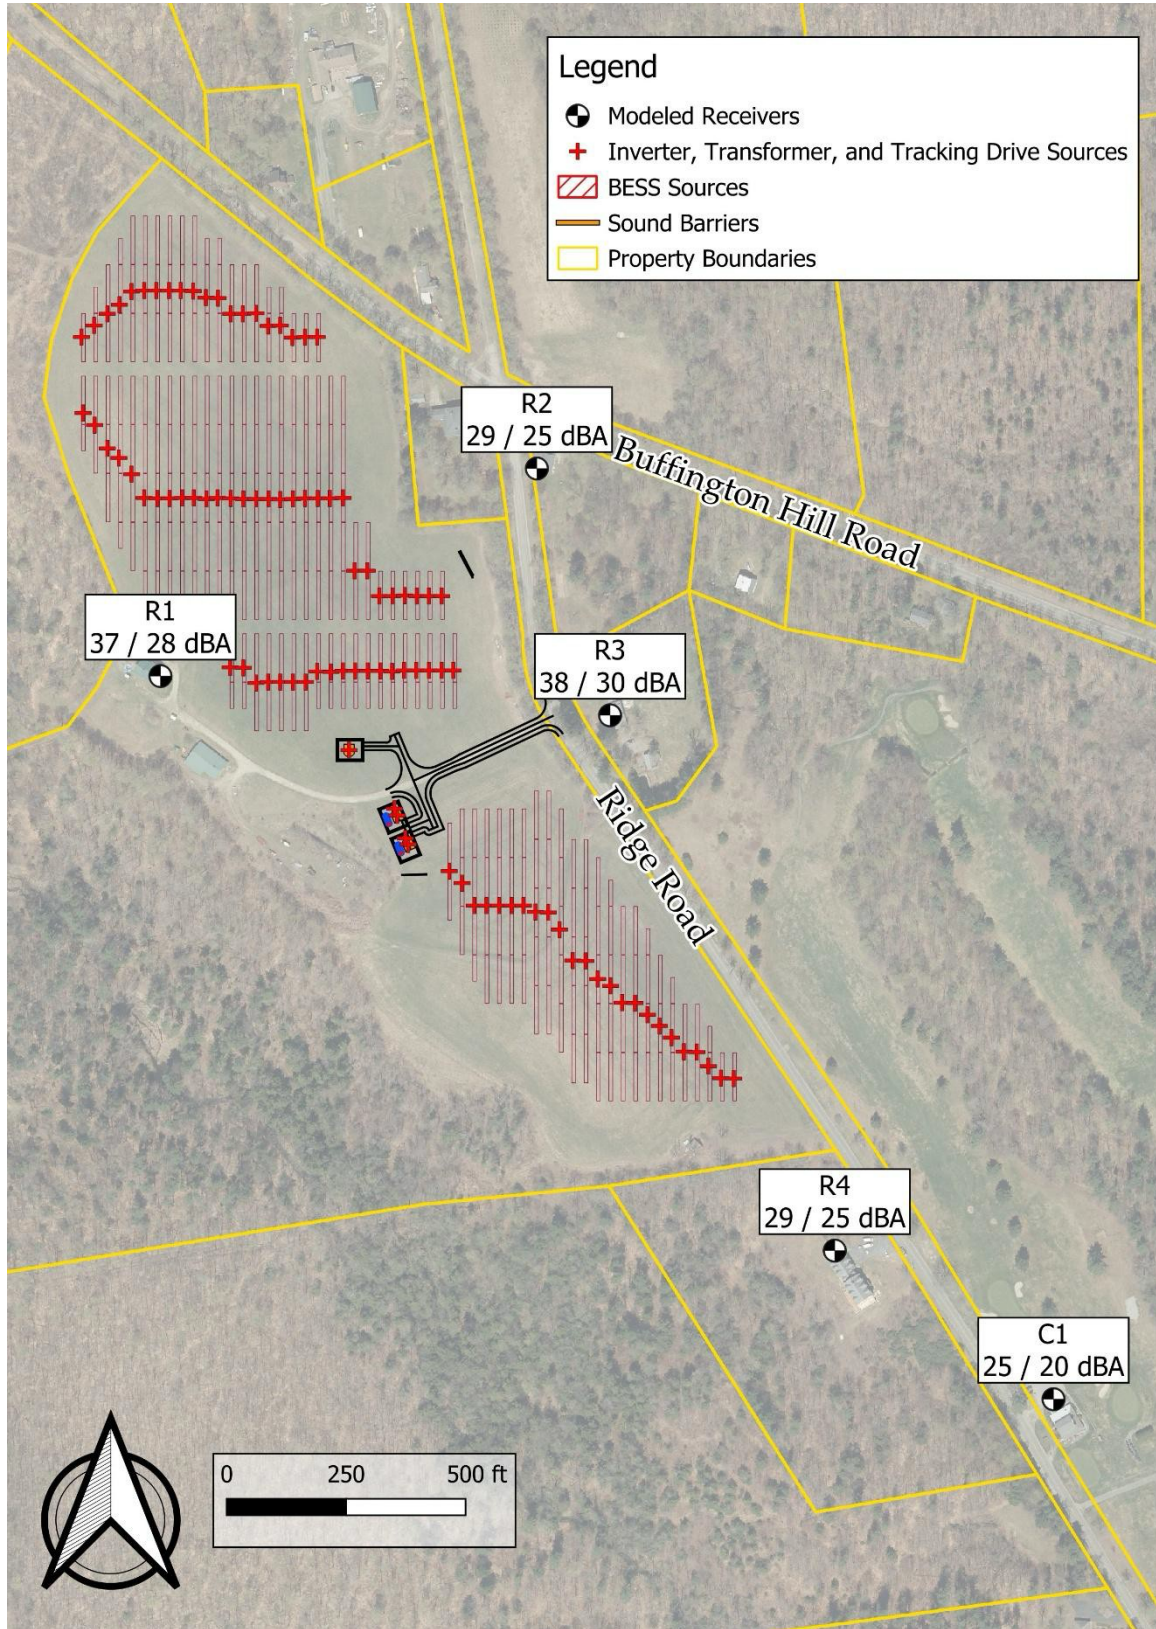 Legend
Modeled Receivers
Inverter, Transformer, and Tracking Drive Sources
BESS Sources
Sound Barriers
Property Boundaries
R2
29 / 25 dBA
Buffington Hill Road
R1
37 / 28 dBA
R3
38 / 30 dBA
Ridge Road
R4
29 / 25 dBA
C1
25 / 20 dBA
0 250 500 ft